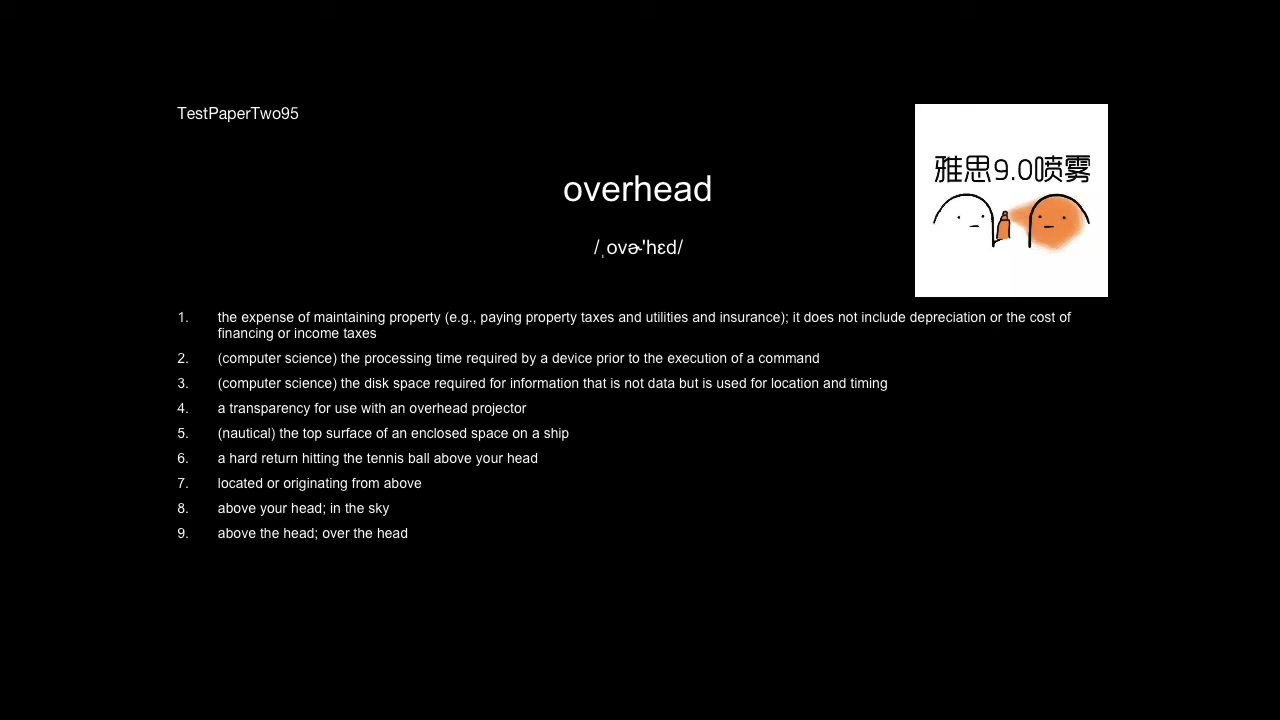 TestPaperTwo95
雅思9.0喷雾
overhead
/ˌovɚ'hɛd/
1. the expense of maintaining property (e.g., paying property taxes and utilities and insurance); it does not include depreciation or the cost of
financing or income taxes
2. (computer science) the processing time required by a device prior to the execution of a command
3. (computer science) the disk space required for information that is not data but is used for location and timing
4. a transparency for use with an overhead projector
5. (nautical) the top surface of an enclosed space on a ship
6. a hard return hitting the tennis ball above your head
7. located or originating from above
8. above your head; in the sky
9. above the head; over the head